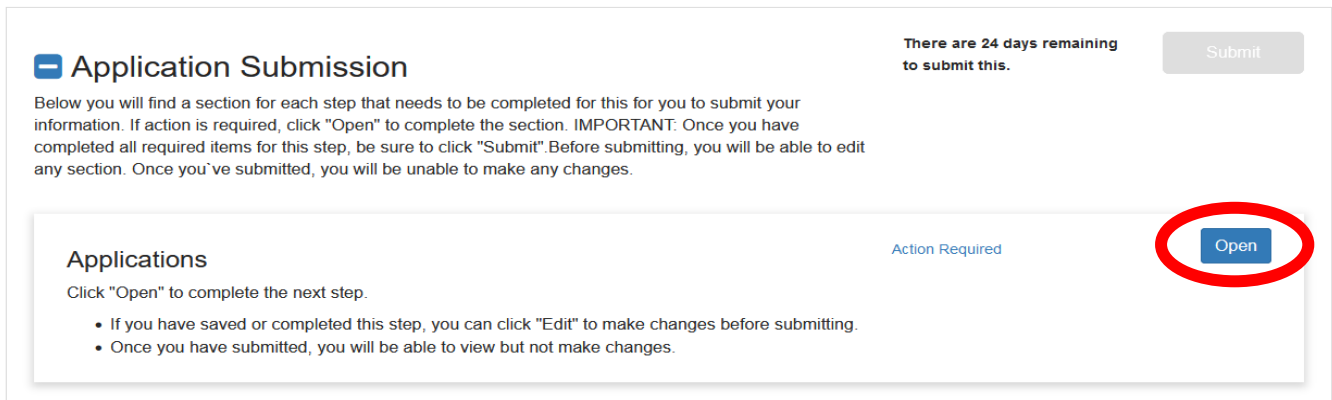 Application Submission
There are 24 days remaining
to submit this.
Submit
Below you will find a section for each step that needs to be completed for this for you to submit your
information. If action is required, click "Open" to complete the section. IMPORTANT: Once you have
completed all required items for this step, be sure to click "Submit".Before submitting, you will be able to edit
any section. Once you`ve submitted, you will be unable to make any changes.
Applications
Action Required
Open
Click "Open" to complete the next step.
• If you have saved or completed this step, you can click "Edit" to make changes before submitting.
• Once you have submitted, you will be able to view but not make changes.